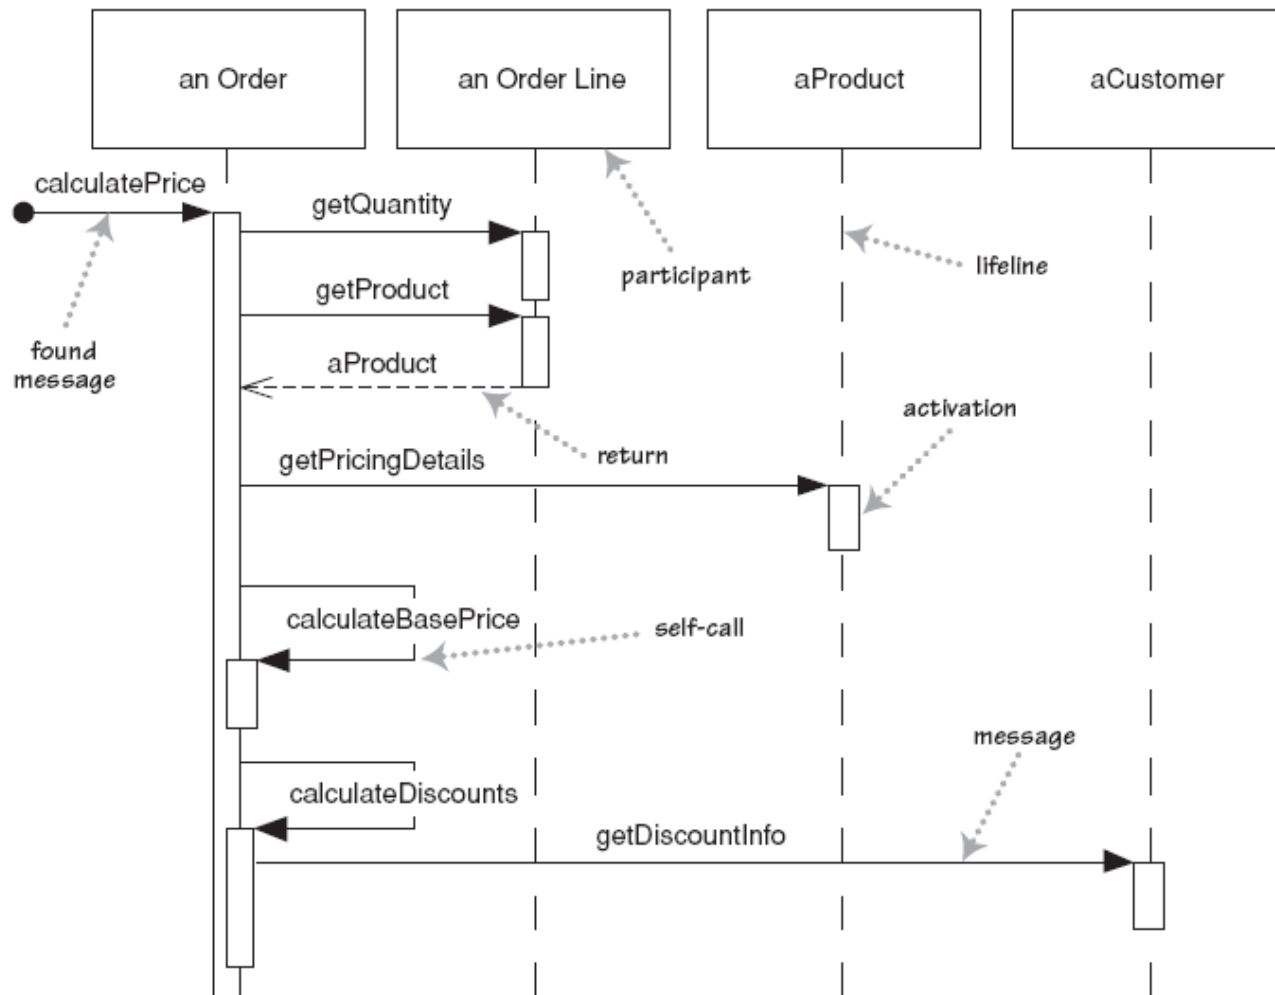 an Order
an Order Line
aProduct
aCustomer
calculatePrice
getQuantity
participant
lifeline
getProduct
found
message
aProduct
activation
return
getPricingDetails
calculateBasePrice
self-call
message
calculateDiscounts
getDiscountInfo